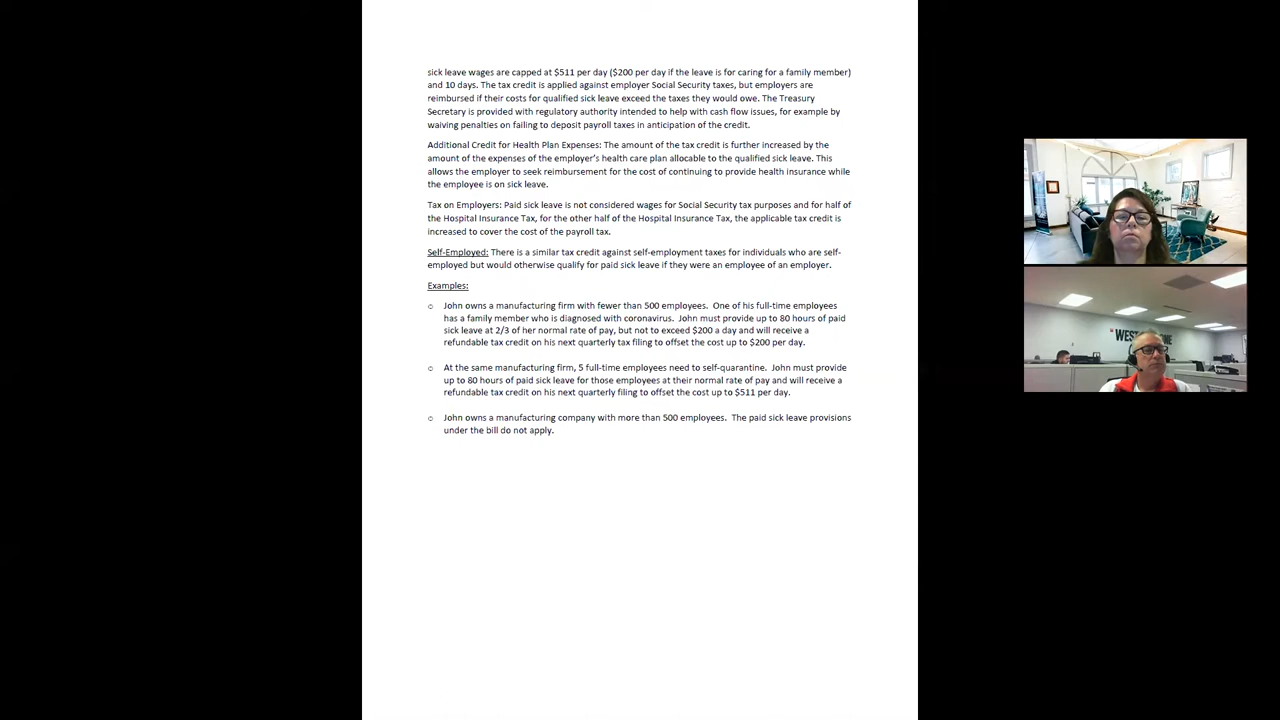 sick leave wages are capped at $511 per day ($200 per day if the leave is for caring for a family member)
and 10 days. The tax credit is applied against employer Social Security taxes, but employers are
reimbursed if their costs for qualified sick leave exceed the taxes they would owe. The Treasury
Secretary is provided with regulatory authority intended to help with cash flow issues, for example by
waiving penalties on failing to deposit payroll taxes in anticipation of the credit.
Additional Credit for Health Plan Expenses: The amount of the tax credit is further increased by the
amount of the expenses of the employer's health care plan allocable to the qualified sick leave. This
allows the employer to seek reimbursement for the cost of continuing to provide health insurance while
the employee is on sick leave.
Tax on Employers: Paid sick leave is not considered wages for Social Security tax purposes and for half of
the Hospital Insurance Tax, for the other half of the Hospital Insurance Tax, the applicable tax credit is
increased to cover the cost of the payroll tax.
Self-Employed: There is a similar tax credit against self-employment taxes for individuals who are self-
employed but would otherwise qualify for paid sick leave if they were an employee of an employer.
Examples:
o John owns a manufacturing firm with fewer than 500 employees. One of his full-time employees
has a family member who is diagnosed with coronavirus. John must provide up to 80 hours of paid
sick leave at 2/3 of her normal rate of pay, but not to exceed $200 a day and will receive a
refundable tax credit on his next quarterly tax filing to offset the cost up to $200 per day.
o At the same manufacturing firm, 5 full-time employees need to self-quarantine. John must provide
up to 80 hours of paid sick leave for those employees at their normal rate of pay and will receive a
refundable tax credit on his next quarterly filing to offset the cost up to $511 per day.
o John owns a manufacturing company with more than 500 employees. The paid sick leave provisions
under the bill do not apply.